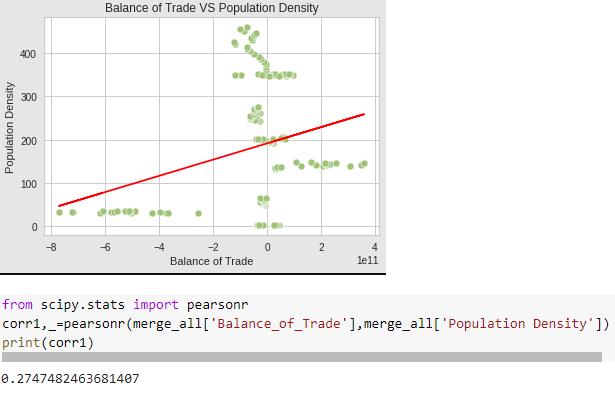 Balance of Trade VS Population Density
400
300
200
100
0
Population Density
−8 −6 −4 −2 0 2 4
1e11
Balance of Trade
from scipy.stats import pearsonr
corr1,_=pearsonr(merge_all['Balance_of_Trade'],merge_all['Population Density'])
print(corr1)
0.2747482463681407